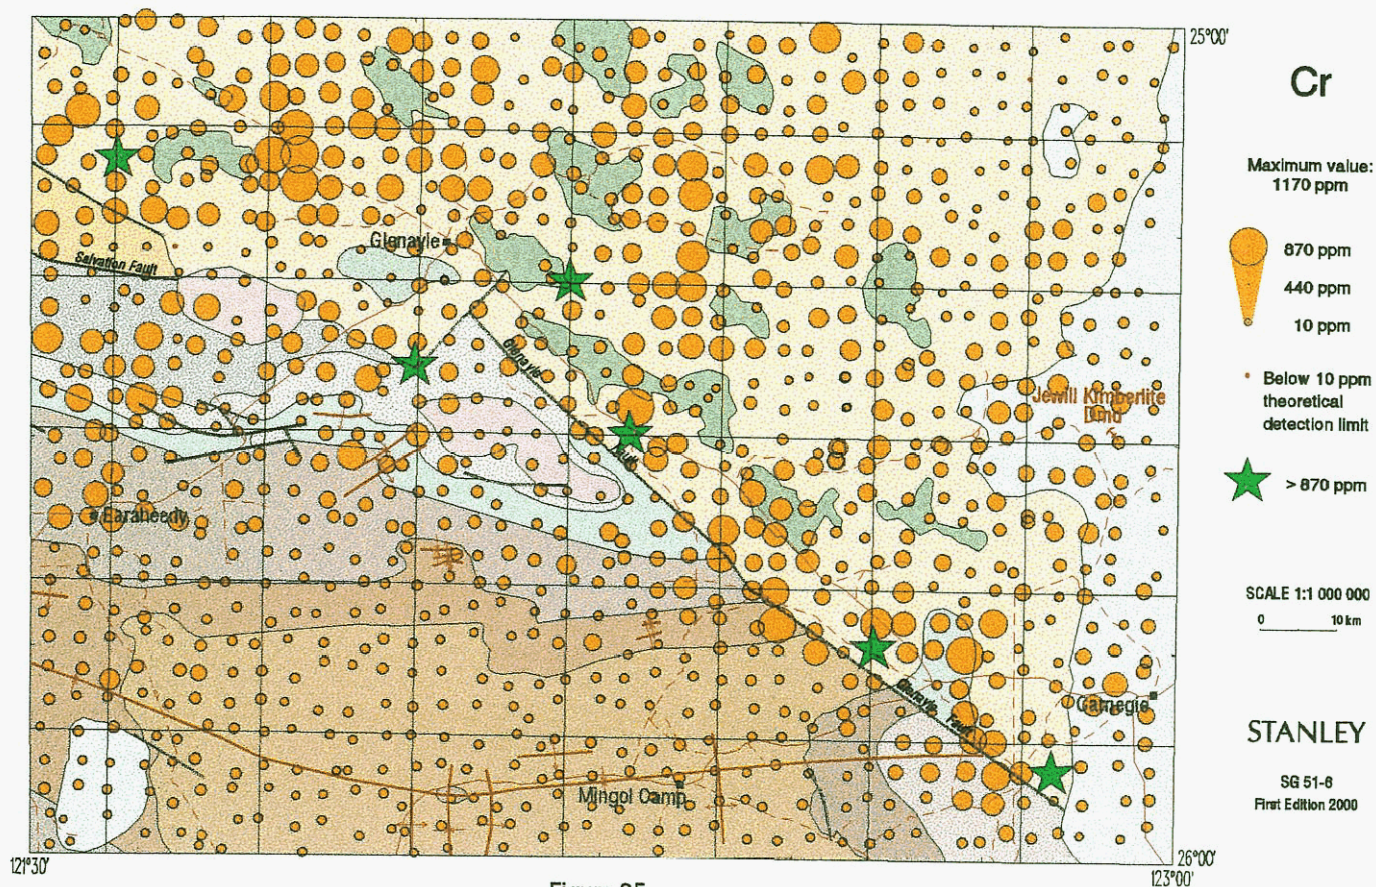 25°00'
Cr
Maximum value:
1170 ppm
870 ppm
440 ppm
10 ppm
Below 10 ppm
theoretical
detection limit
> 870 ppm
SCALE 1:1 000 000
0 10 km
STANLEY
SG 51-6
First Edition 2000
Glenayle
Salvation Fault
Glenayle
Fault
Jewill Kimberlite
Dmd
Earaheedy
Glenayle Fault
Carnegie
Mingol Camp
121°30'
26°00'
123°00'